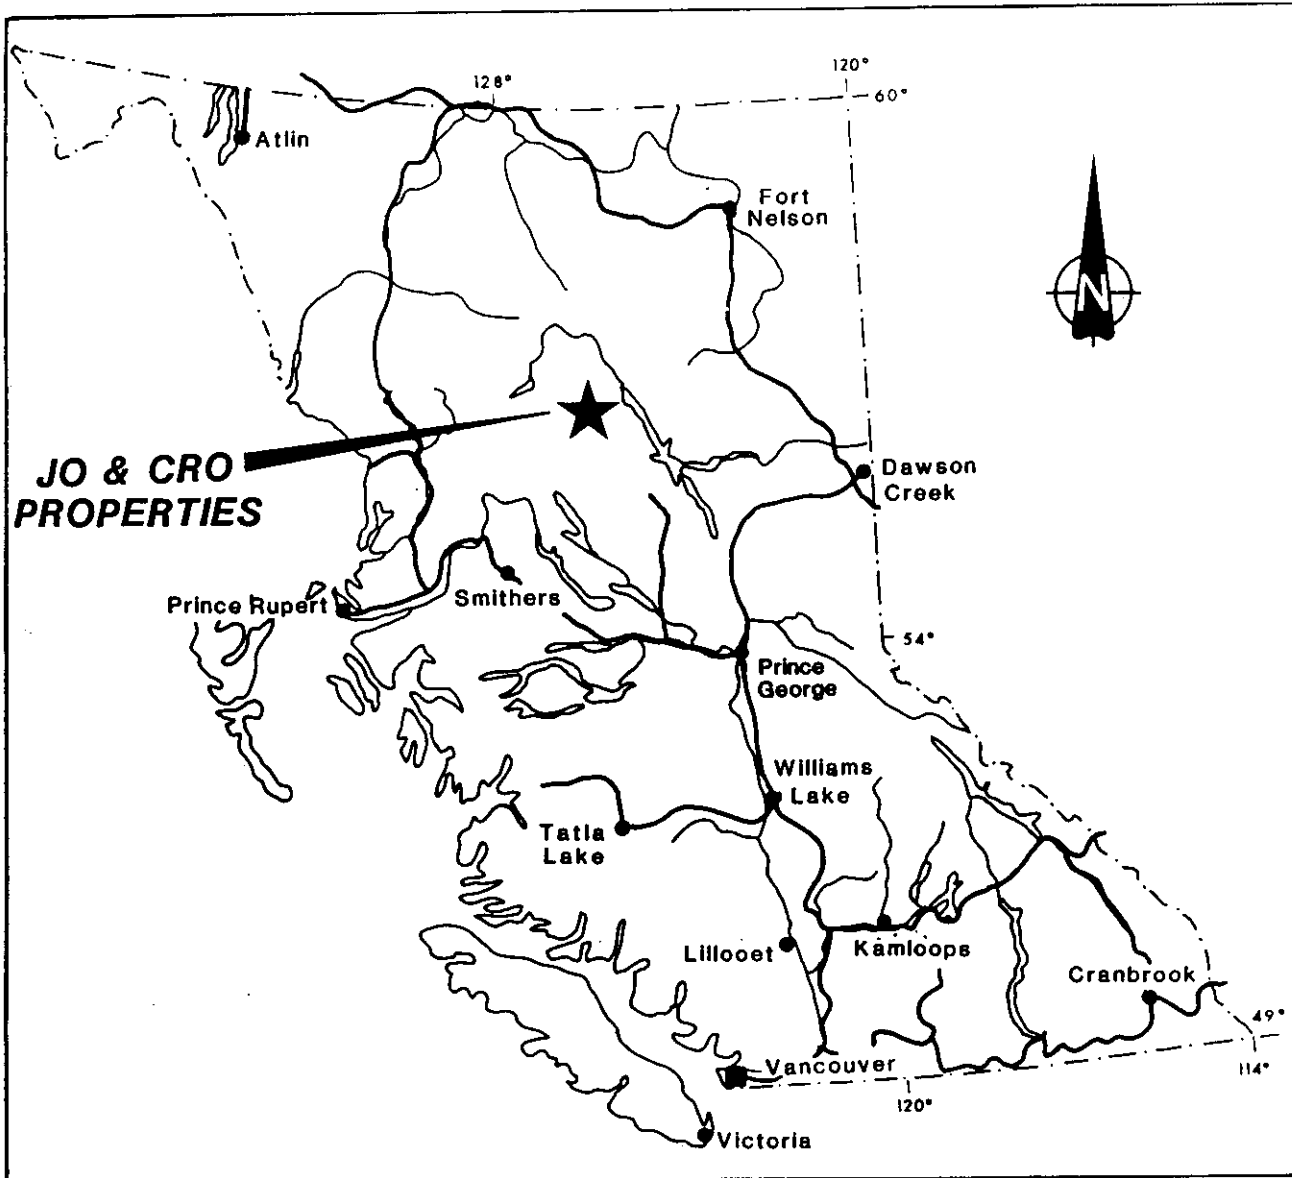 128°
120°
60°
Atlin
Fort
Nelson
N
JO & CRO
PROPERTIES
Dawson
Creek
Prince Rupert
Smithers
54°
Prince
George
Williams
Lake
Tatla
Lake
Lillooet
Kamloops
Cranbrook
49°
114°
Vancouver
120°
Victoria